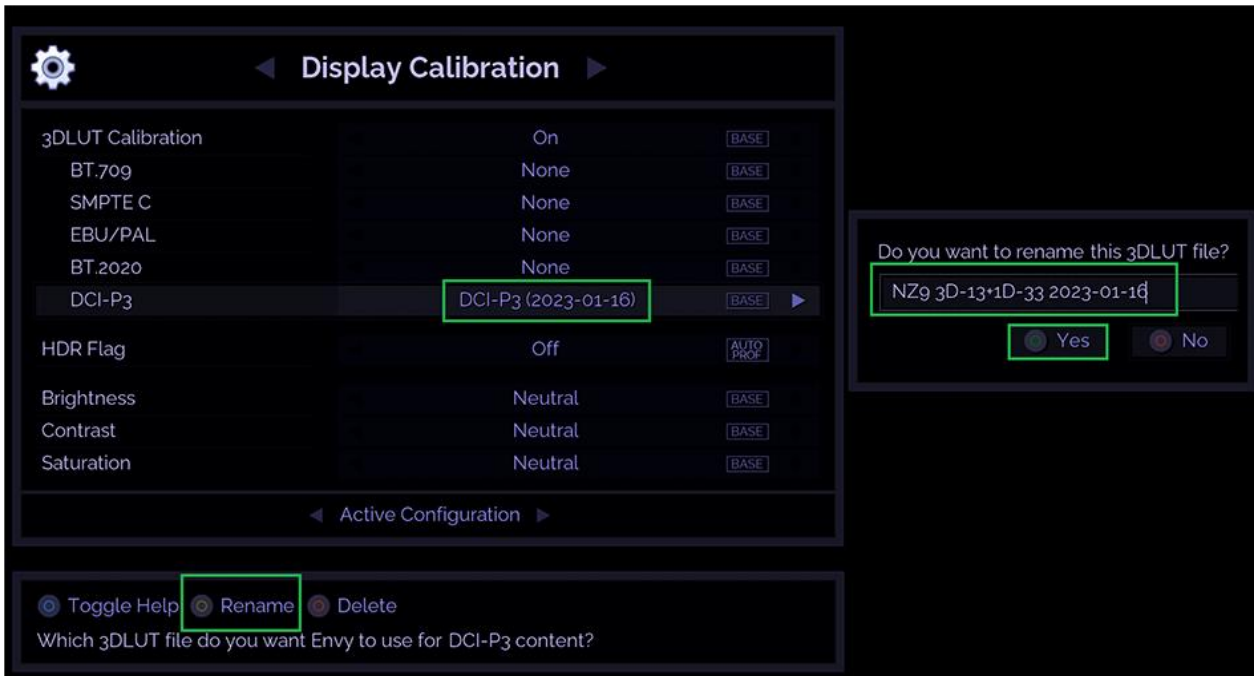 Display Calibration
3DLUT Calibration On BASE
BT.709 None BASE
SMPTE C None BASE
EBU/PAL None BASE
BT.2020 None BASE
DCI-P3 DCI-P3 (2023-01-16) BASE
HDR Flag Off AUTO PROF
Brightness Neutral BASE
Contrast Neutral BASE
Saturation Neutral BASE
Active Configuration
Toggle Help Rename Delete
Which 3DLUT file do you want Envy to use for DCI-P3 content?
Do you want to rename this 3DLUT file?
NZ9 3D-13+1D-33 2023-01-16
Yes No